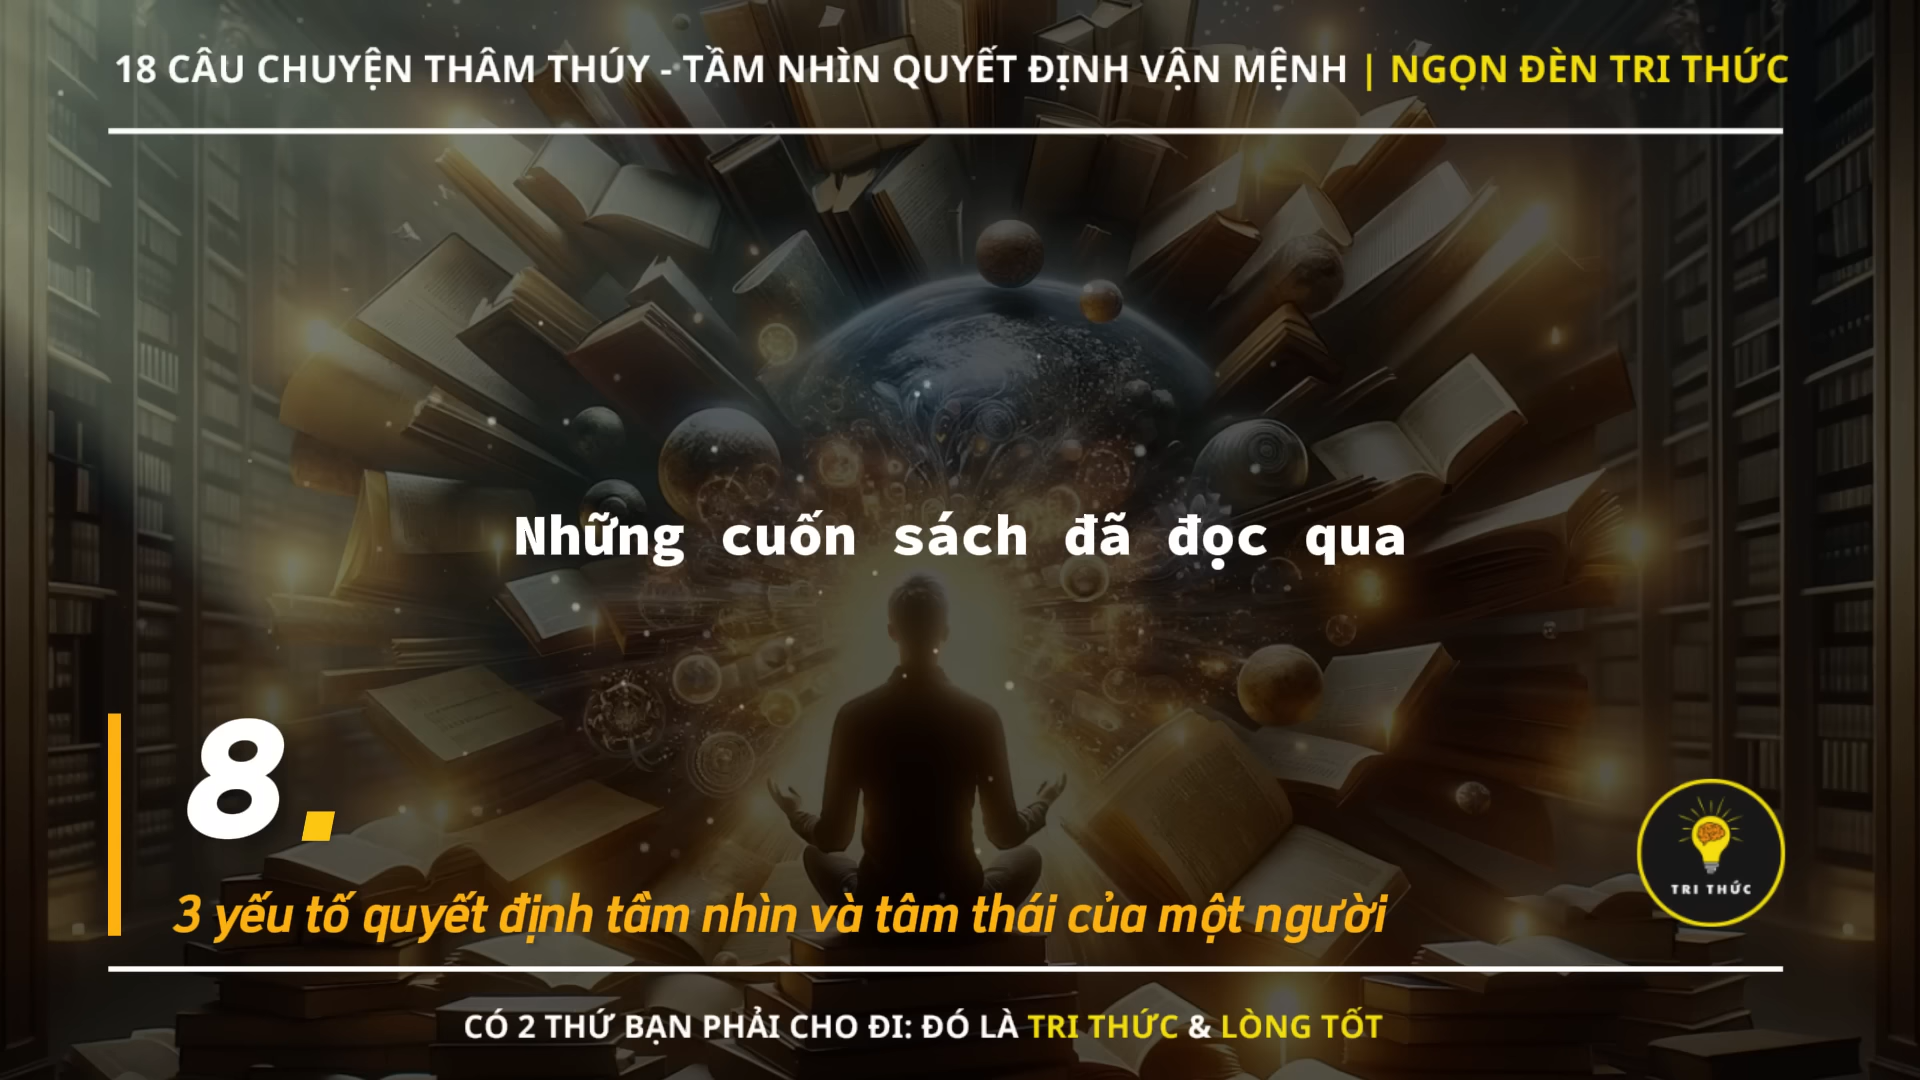 18 CÂU CHUYỆN THÂM THÚY - TẦM NHÌN QUYẾT ĐỊNH VẬN MỆNH | NGỌN ĐÈN TRI THỨC
Những cuốn sách đã đọc qua
8.
3 yếu tố quyết định tầm nhìn và tâm thái của một người
TRI THỨC
CÓ 2 THỨ BẠN PHẢI CHO ĐI: ĐÓ LÀ TRI THỨC & LÒNG TỐT